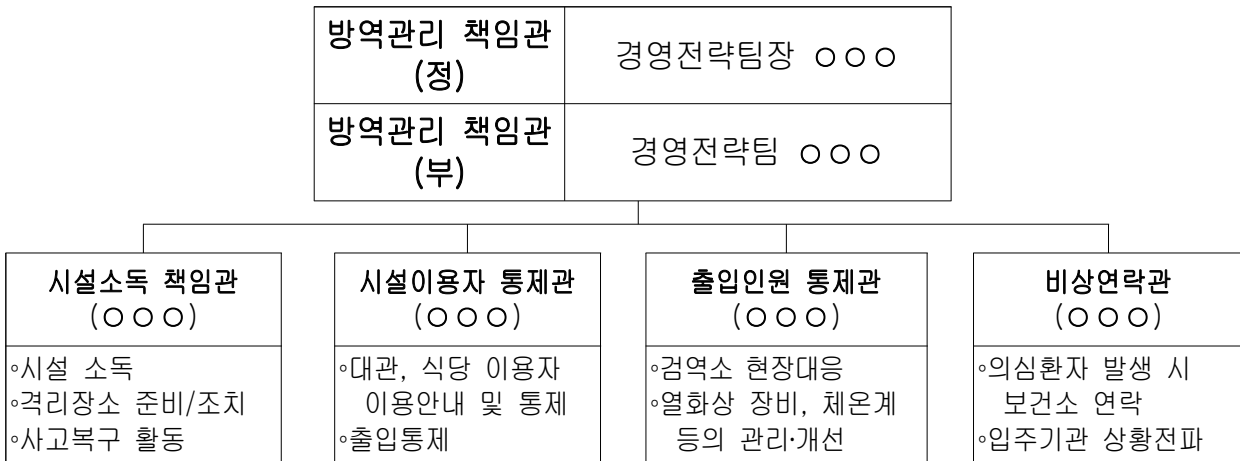 방역관리 책임관
(정)
경영전략팀장 ○○○
방역관리 책임관
(부)
경영전략팀 ○○○
시설소독 책임관
(○○○)
◦시설 소독
◦격리장소 준비/조치
◦사고복구 활동
시설이용자 통제관
(○○○)
◦대관, 식당 이용자
이용안내 및 통제
◦출입통제
출입인원 통제관
(○○○)
◦검역소 현장대응
◦열화상 장비, 체온계
등의 관리·개선
비상연락관
(○○○)
◦의심환자 발생 시
보건소 연락
◦입주기관 상황전파